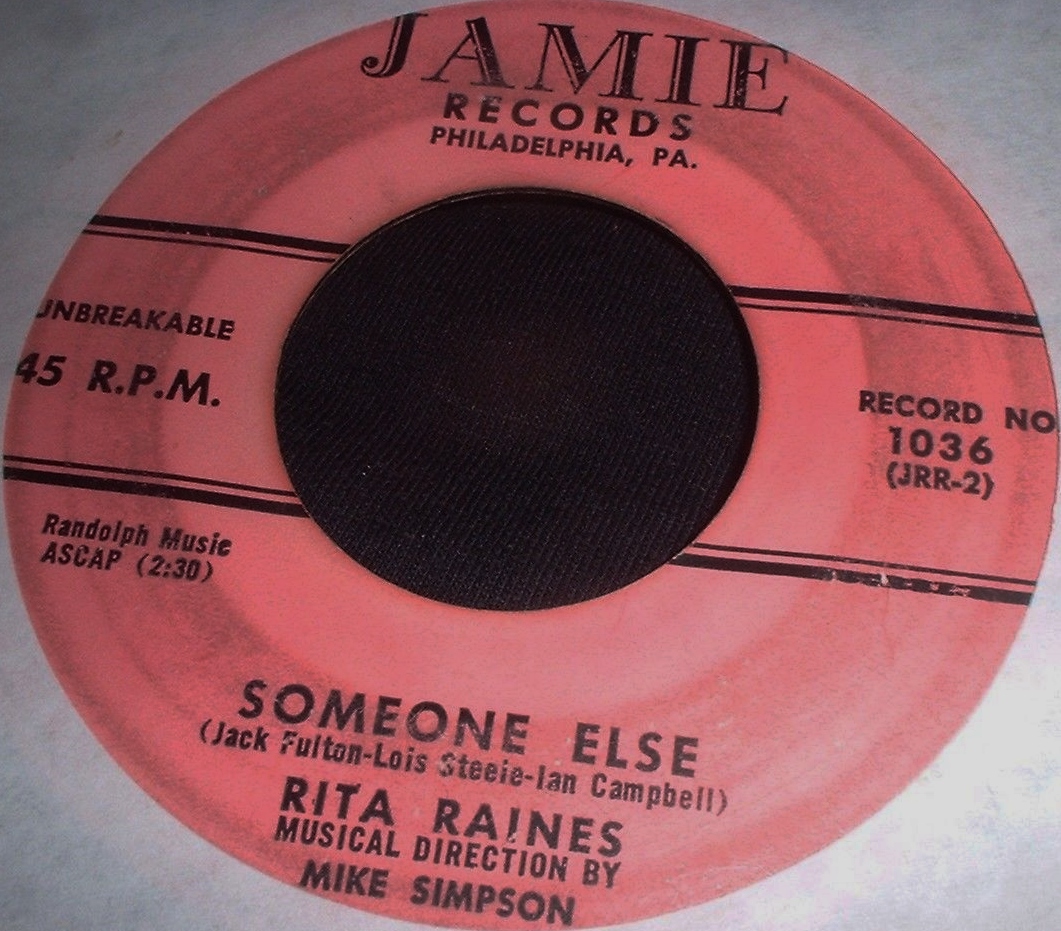 JAMIE
RECORDS
PHILADELPHIA, PA.
UNBREAKABLE
45 R.P.M.
RECORD NO
1036
(JRR-2)
Randolph Music
ASCAP (2:30)
SOMEONE ELSE
(Jack Fulton-Lois Steele-Ian Campbell)
RITA RAINES
MUSICAL DIRECTION BY
MIKE SIMPSON